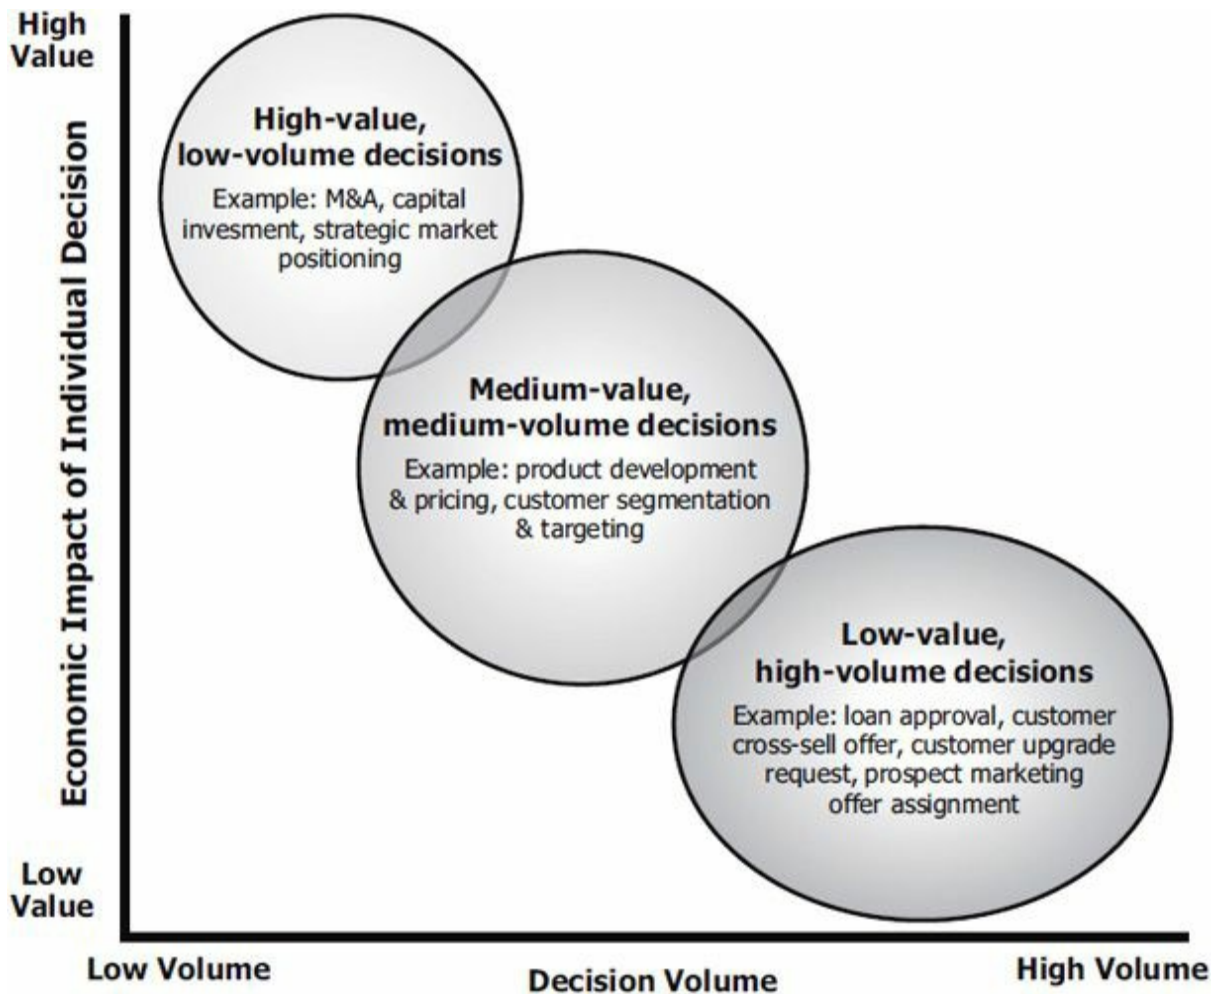 High
Value
Economic Impact of Individual Decision
High-value,
low-volume decisions
Example: M&A, capital
invesment, strategic market
positioning
Medium-value,
medium-volume decisions
Example: product development
& pricing, customer segmentation
& targeting
Low-value,
high-volume decisions
Example: loan approval, customer
cross-sell offer, customer upgrade
request, prospect marketing
offer assignment
Low
Value
Low Volume
Decision Volume
High Volume